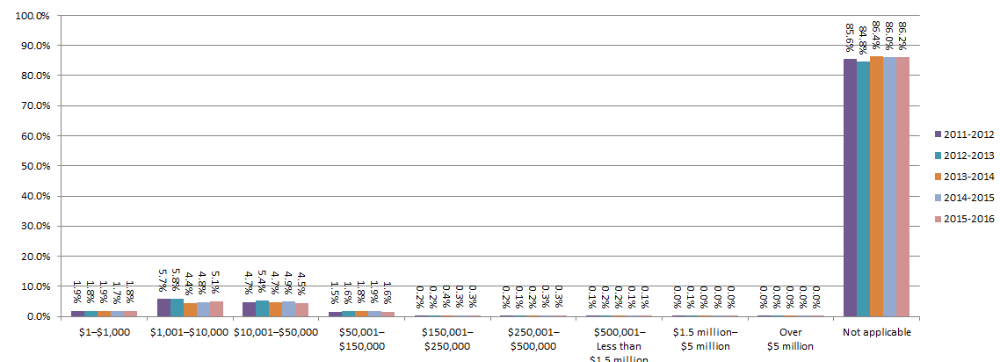 100.0%
90.0%
80.0%
70.0%
60.0%
50.0%
40.0%
30.0%
20.0%
10.0%
0.0%
1.9% 1.8% 1.9% 1.7% 1.8%
5.7% 5.8% 4.4% 4.8% 5.1%
4.7% 5.4% 4.7% 4.9% 4.5%
1.5% 1.6% 1.8% 1.9% 1.6%
0.2% 0.2% 0.4% 0.3% 0.3%
0.2% 0.1% 0.2% 0.3% 0.3%
0.1% 0.2% 0.2% 0.1% 0.1%
0.0% 0.1% 0.0% 0.0% 0.0%
0.0% 0.0% 0.0% 0.0% 0.0%
85.6% 84.8% 86.4% 86.0% 86.2%
$1–$1,000
$1,001–$10,000
$10,001–$50,000
$50,001–
$150,000
$150,001–
$250,000
$250,001–
$500,000
$500,001–
Less than
$1.5 million
$1.5 million–
$5 million
Over
$5 million
Not applicable
2011-2012
2012-2013
2013-2014
2014-2015
2015-2016